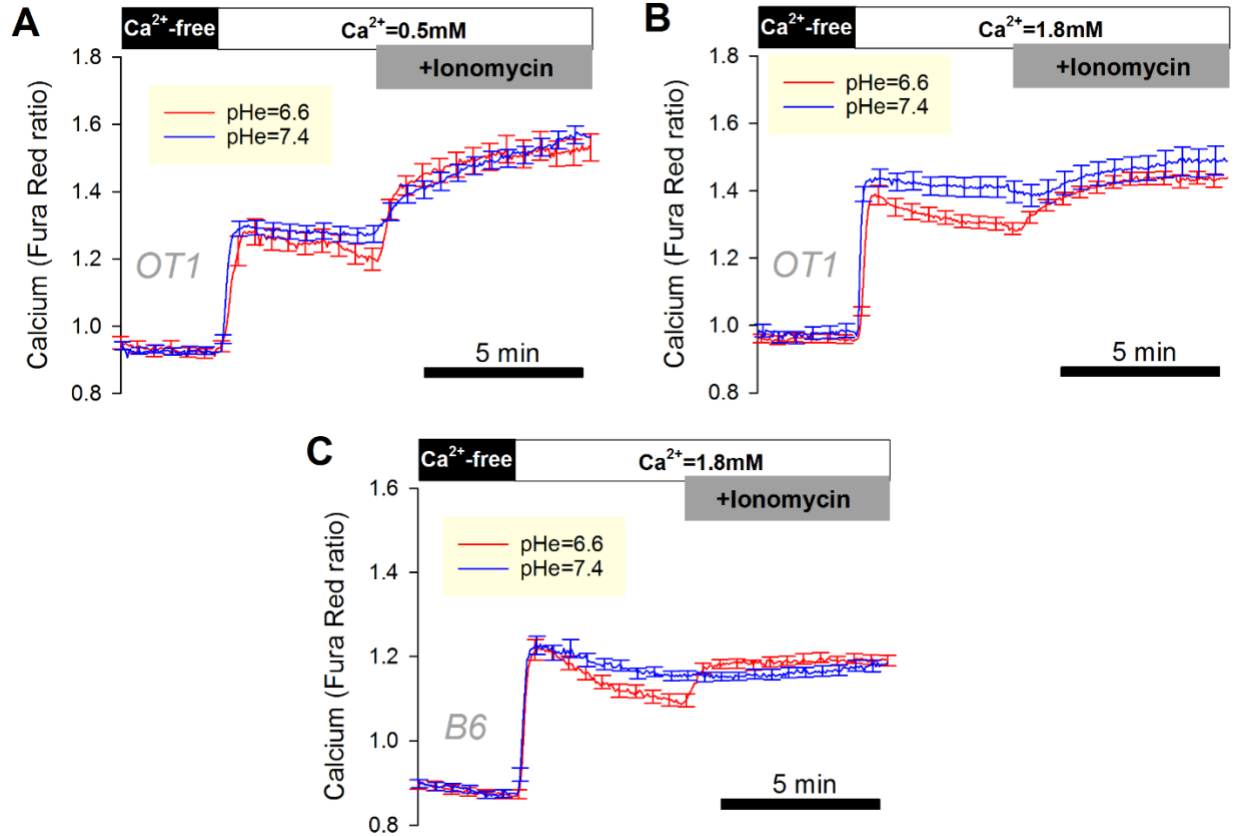 A
Ca²⁺-free
Ca²⁺=0.5mM
+Ionomycin
1.8
1.6
1.4
1.2
1.0
0.8
Calcium (Fura Red ratio)
pHe=6.6
pHe=7.4
OT1
5 min
B
Ca²⁺-free
Ca²⁺=1.8mM
+Ionomycin
1.8
1.6
1.4
1.2
1.0
0.8
Calcium (Fura Red ratio)
pHe=6.6
pHe=7.4
OT1
5 min
C
Ca²⁺-free
Ca²⁺=1.8mM
+Ionomycin
1.6
1.4
1.2
1.0
0.8
Calcium (Fura Red ratio)
pHe=6.6
pHe=7.4
B6
5 min